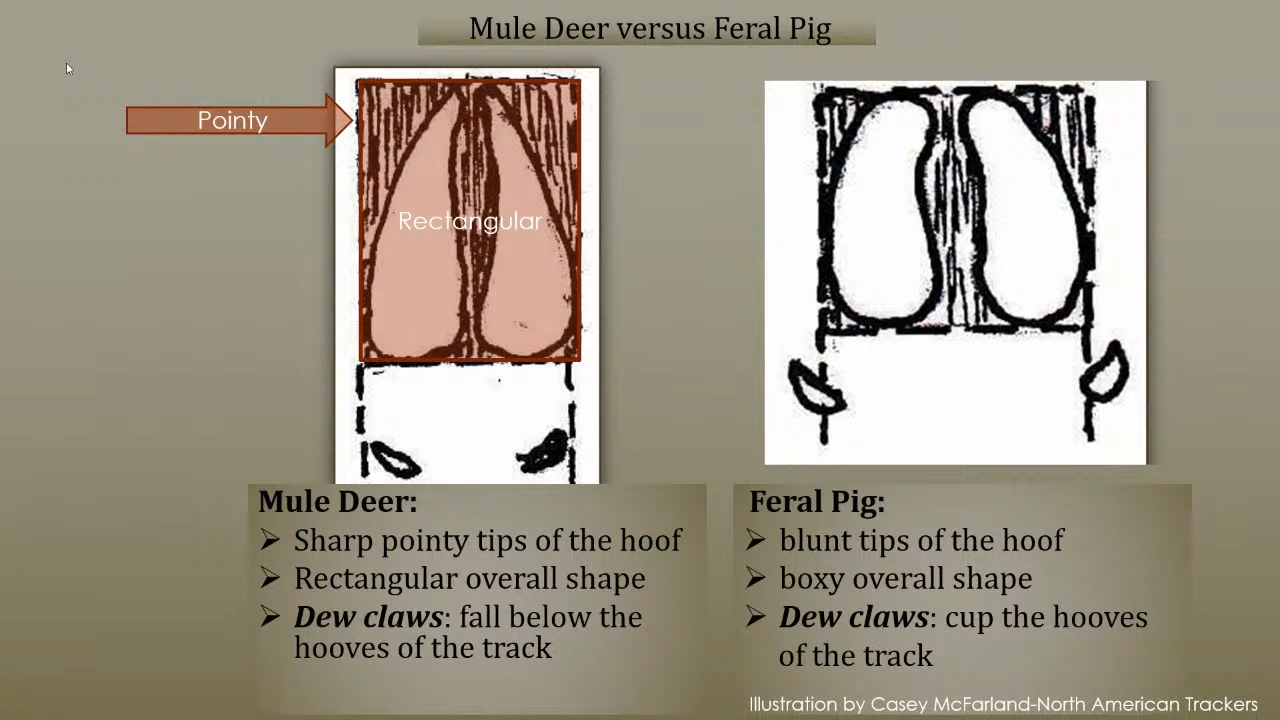 Mule Deer versus Feral Pig
Pointy
Rectangular
Mule Deer:
➢ Sharp pointy tips of the hoof
➢ Rectangular overall shape
➢ Dew claws: fall below the
hooves of the track
Feral Pig:
➢ blunt tips of the hoof
➢ boxy overall shape
➢ Dew claws: cup the hooves
of the track
Illustration by Casey McFarland-North American Trackers